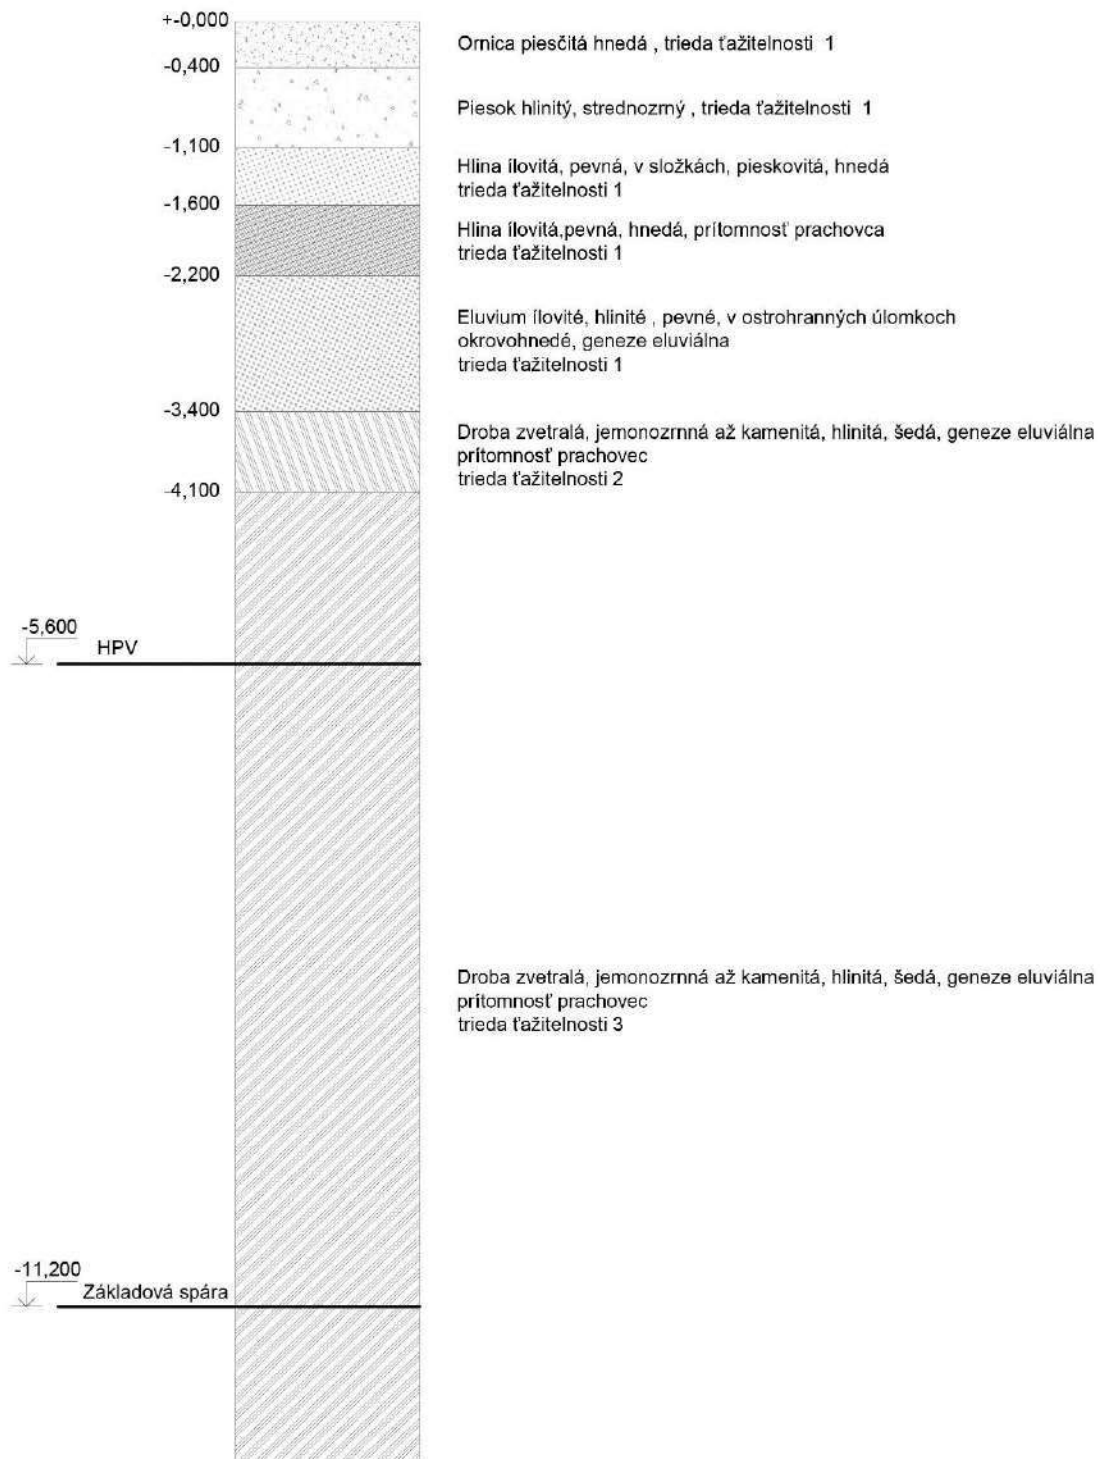 +-0,000
Ornica piesčitá hnedá , trieda ťažitelnosti 1
-0,400
Piesok hlinitý, strednozrný , trieda ťažitelnosti 1
-1,100
Hlina ílovitá, pevná, v složkách, pieskovitá, hnedá
trieda ťažitelnosti 1
-1,600
Hlina ílovitá,pevná, hnedá, prítomnosť prachovca
trieda ťažitelnosti 1
-2,200
Eluvium ílovité, hlinité , pevné, v ostrohranných úlomkoch
okrovohnedé, geneze eluviálna
trieda ťažitelnosti 1
-3,400
Droba zvetralá, jemonozrnná až kamenitá, hlinitá, šedá, geneze eluviálna
prítomnosť prachovec
trieda ťažitelnosti 2
-4,100
-5,600
HPV
Droba zvetralá, jemonozrnná až kamenitá, hlinitá, šedá, geneze eluviálna
prítomnosť prachovec
trieda ťažitelnosti 3
-11,200
Základová spára